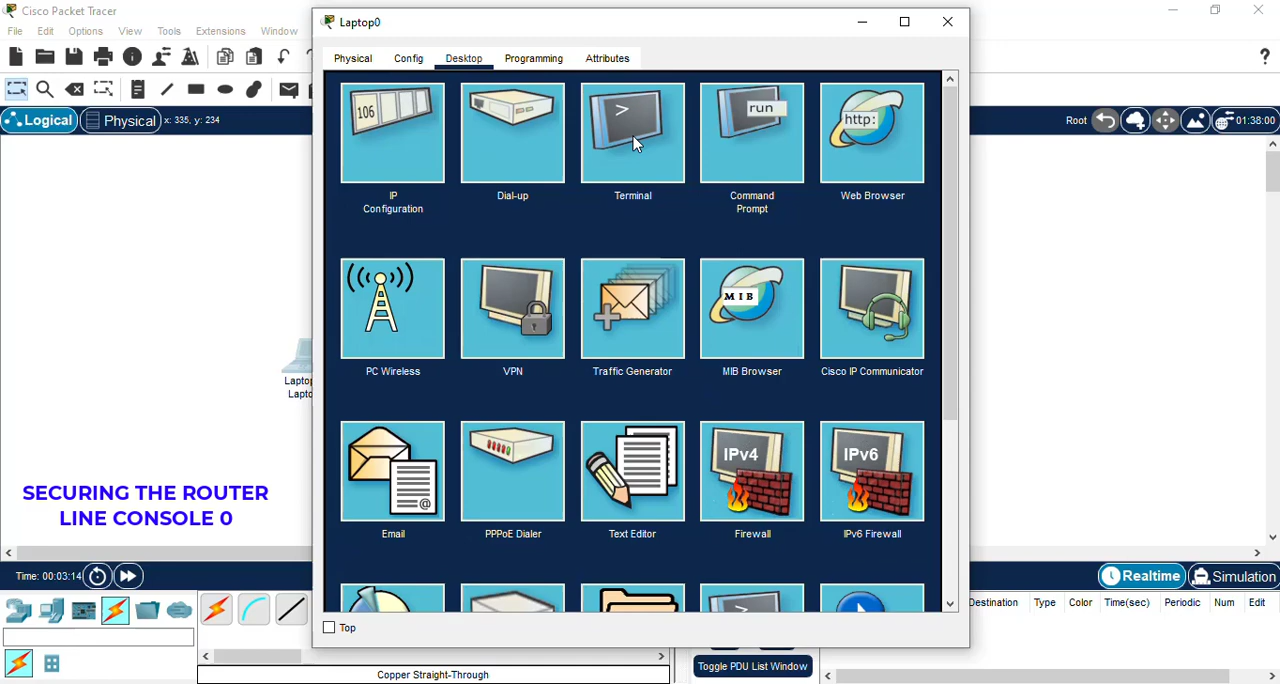 Cisco Packet Tracer
File Edit Options View Tools Extensions Window
Logical Physical x: 335, y: 234
Root 01:38:00
Laptop0
Physical Config Desktop Programming Attributes
106
>
run
http:
IP
Configuration
Dial-up
Terminal
Command
Prompt
Web Browser
MIB
PC Wireless
VPN
Traffic Generator
MIB Browser
Cisco IP Communicator
@
IPv4
IPv6
Email
PPPoE Dialer
Text Editor
Firewall
IPv6 Firewall
>
Top
SECURING THE ROUTER
LINE CONSOLE 0
Time: 00:03:14
Realtime Simulation
Destination Type Color Time(sec) Periodic Num Edit
Copper Straight-Through
Toggle PDU List Window